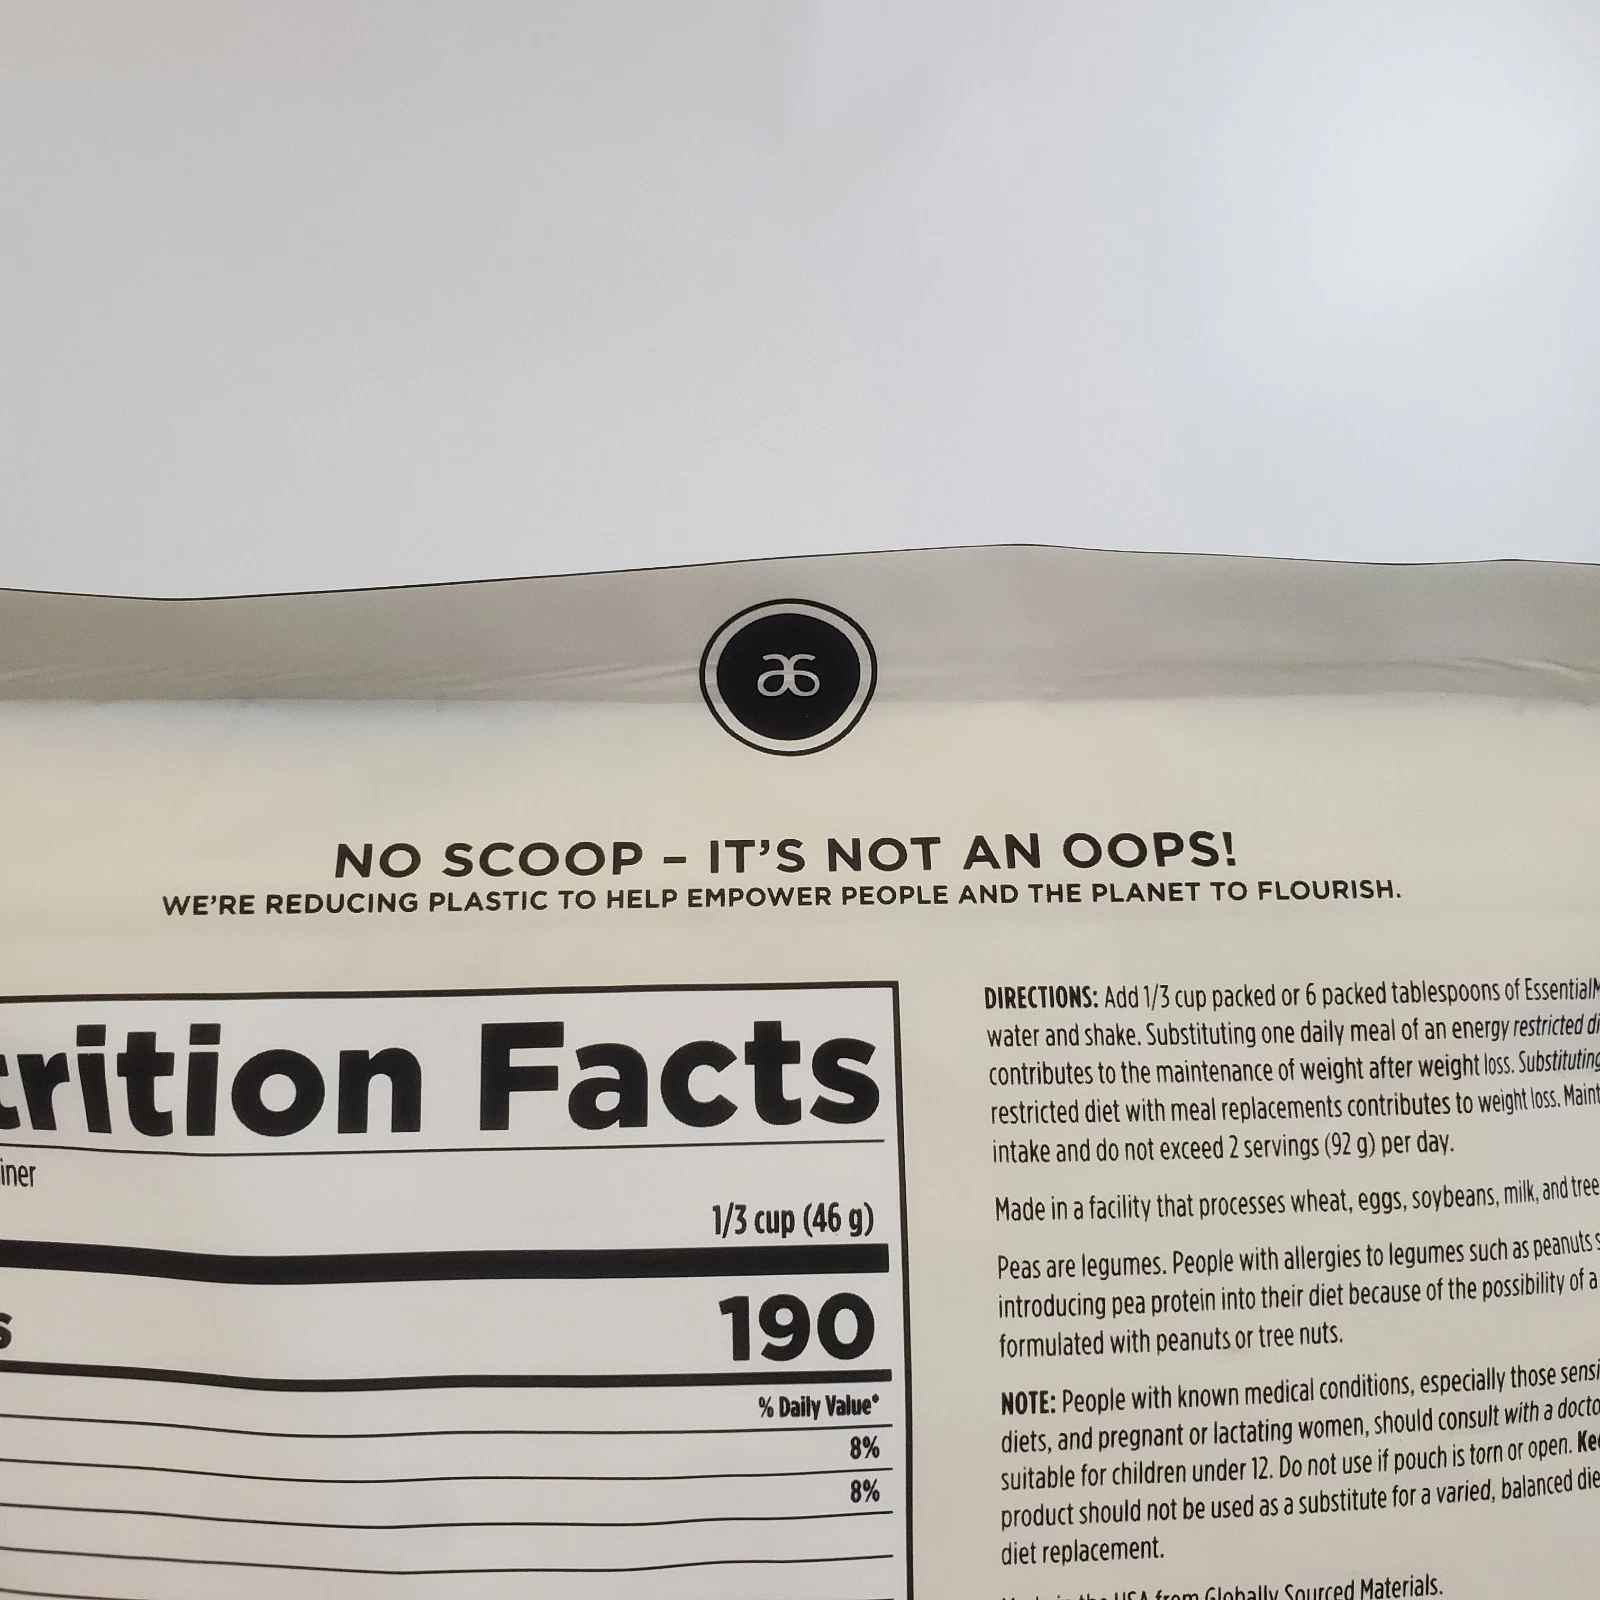 NO SCOOP – IT'S NOT AN OOPS!
WE'RE REDUCING PLASTIC TO HELP EMPOWER PEOPLE AND THE PLANET TO FLOURISH.
Facts
1/3 cup (46 g)
190
% Daily Value*
8%
8%
DIRECTIONS: Add 1/3 cup packed or 6 packed tablespoons of
water and shake. Substituting one daily meal of an energy restricted
contributes to the maintenance of weight after weight loss. Substituting
restricted diet with meal replacements contributes to weight loss.
intake and do not exceed 2 servings (92 g) per day.
Made in a facility that processes wheat, eggs, soybeans, milk, and tree
Peas are legumes. People with allergies to legumes such as peanuts
introducing pea protein into their diet because of the possibility of a
formulated with peanuts or tree nuts.
NOTE: People with known medical conditions, especially those
diets, and pregnant or lactating women, should consult with a
suitable for children under 12. Do not use if pouch is torn or open.
product should not be used as a substitute for a varied, balanced
diet replacement.
the USA from Globally Sourced Materials.